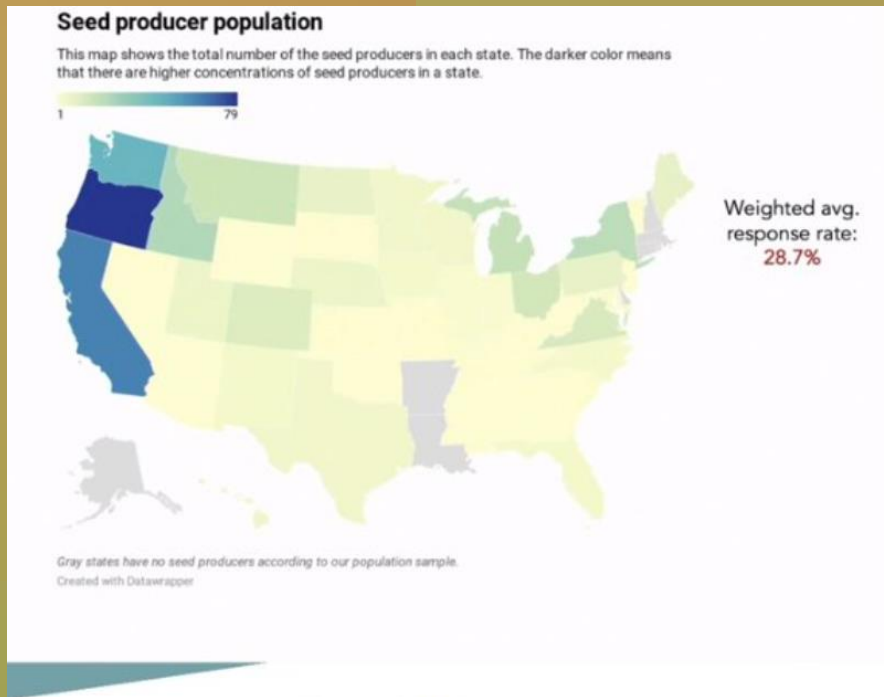 Seed producer population
This map shows the total number of the seed producers in each state. The darker color means
that there are higher concentrations of seed producers in a state.
1
79
Weighted avg.
response rate:
28.7%
Gray states have no seed producers according to our population sample.
Created with Datawrapper